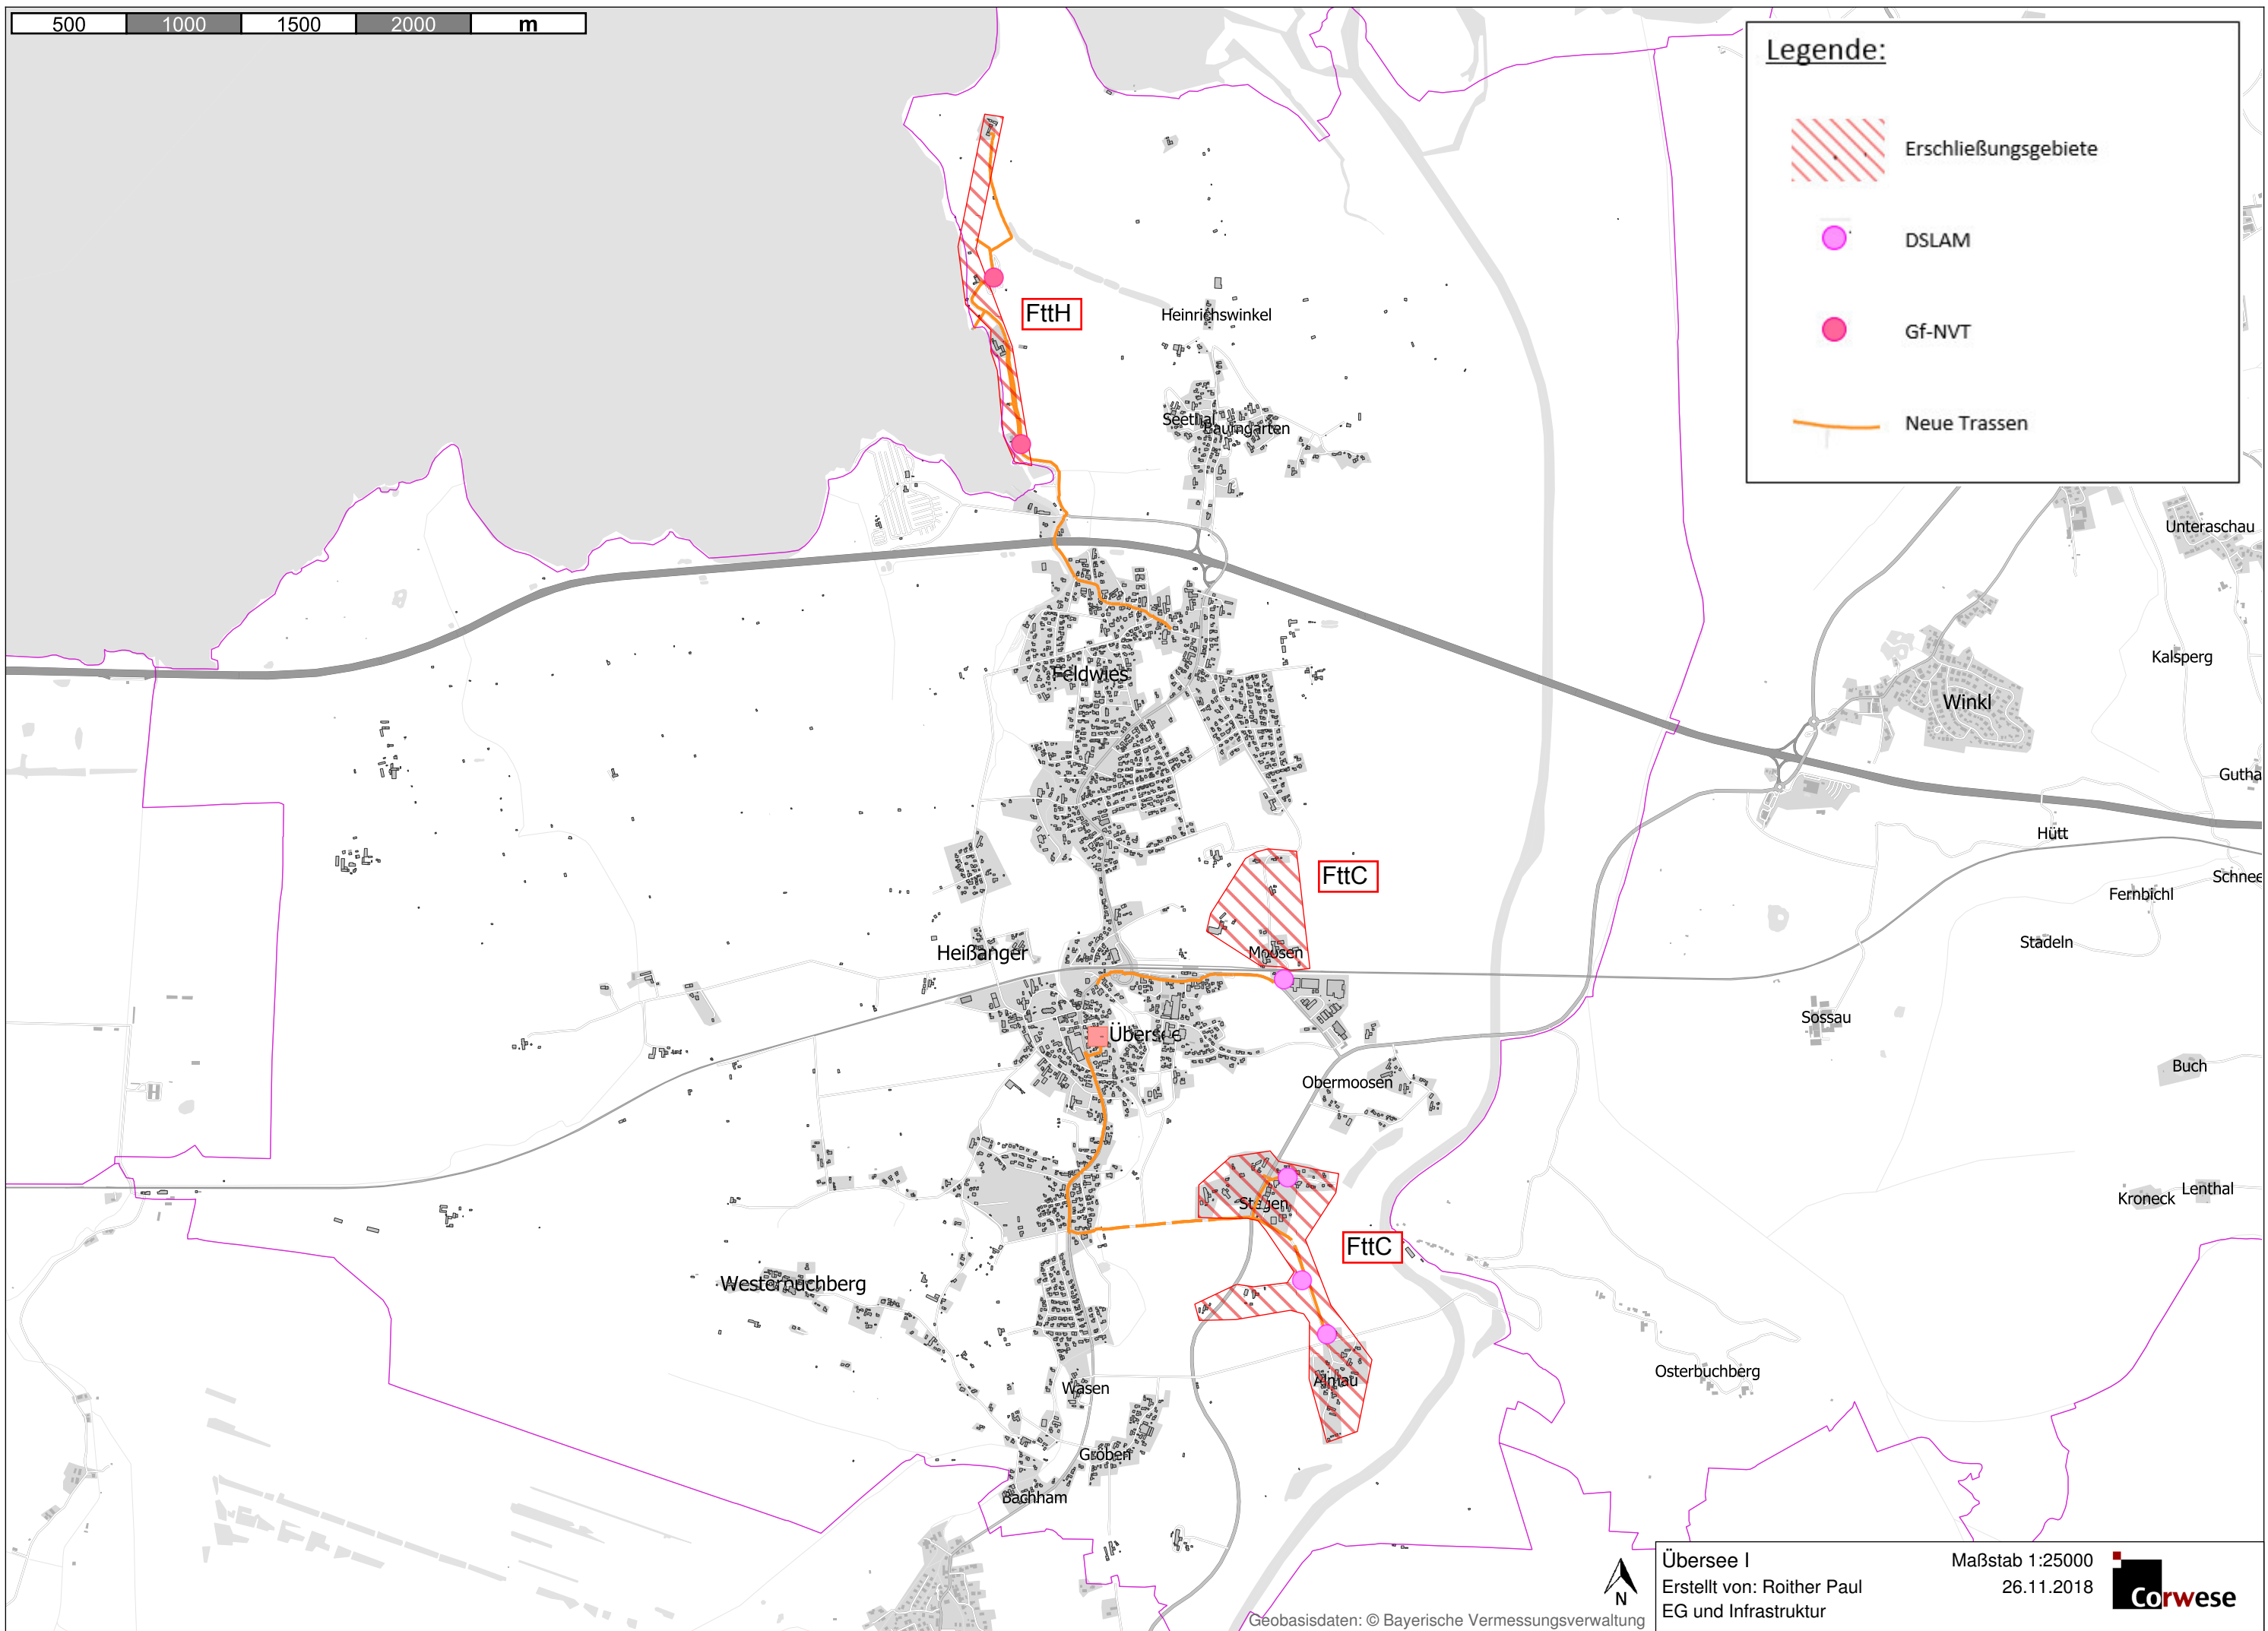 500 1000 1500 2000 m
Legende:
Erschließungsgebiete
DSLAM
Gf-NVT
Neue Trassen
FttH
Heinrichswinkel
Seethal
Baumgarten
Unteraschau
Kalsperg
Feldwies
Winkl
Gutha
Hütt
FttC
Schnee
Fernbichl
Stadeln
Heißanger
Moosen
Sossau
Übersee
Buch
Obermoosen
H
Stegen
Kroneck
Lenthal
FttC
Westerbuchberg
Osterbuchberg
Almau
Wasen
Gröben
Bachham
N
Geobasisdaten: © Bayerische Vermessungsverwaltung
Übersee I
Maßstab 1:25000
Erstellt von: Roither Paul
26.11.2018
EG und Infrastruktur
Corwese